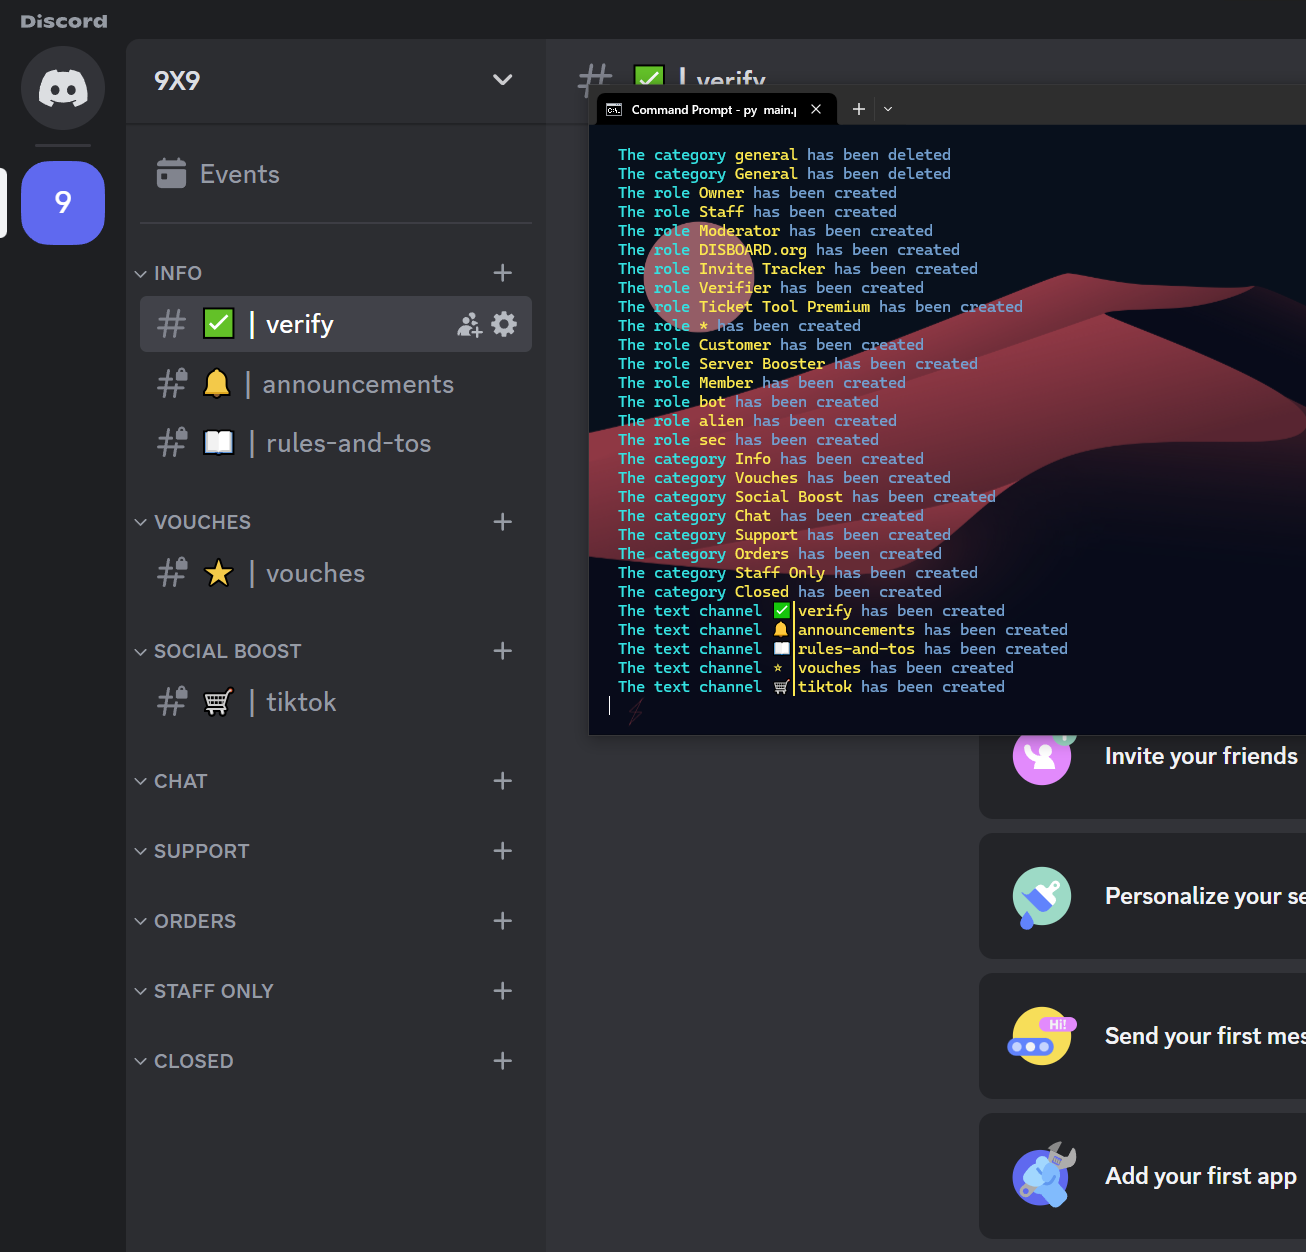 Discord
9X9
9
Events
INFO
| verify
| announcements
| rules-and-tos
VOUCHES
| vouches
SOCIAL BOOST
| tiktok
CHAT
SUPPORT
ORDERS
STAFF ONLY
CLOSED
| verify
Command Prompt - py main.p
The category general has been deleted
The category General has been deleted
The role Owner has been created
The role Staff has been created
The role Moderator has been created
The role DISBOARD.org has been created
The role Invite Tracker has been created
The role Verifier has been created
The role Ticket Tool Premium has been created
The role * has been created
The role Customer has been created
The role Server Booster has been created
The role Member has been created
The role bot has been created
The role alien has been created
The role sec has been created
The category Info has been created
The category Vouches has been created
The category Social Boost has been created
The category Chat has been created
The category Support has been created
The category Orders has been created
The category Staff Only has been created
The category Closed has been created
The text channel ✅|verify has been created
The text channel 🔔|announcements has been created
The text channel 📖|rules-and-tos has been created
The text channel ⭐|vouches has been created
The text channel 🛒|tiktok has been created
Invite your friends
Personalize your se
Hi!
Send your first mes
Add your first app